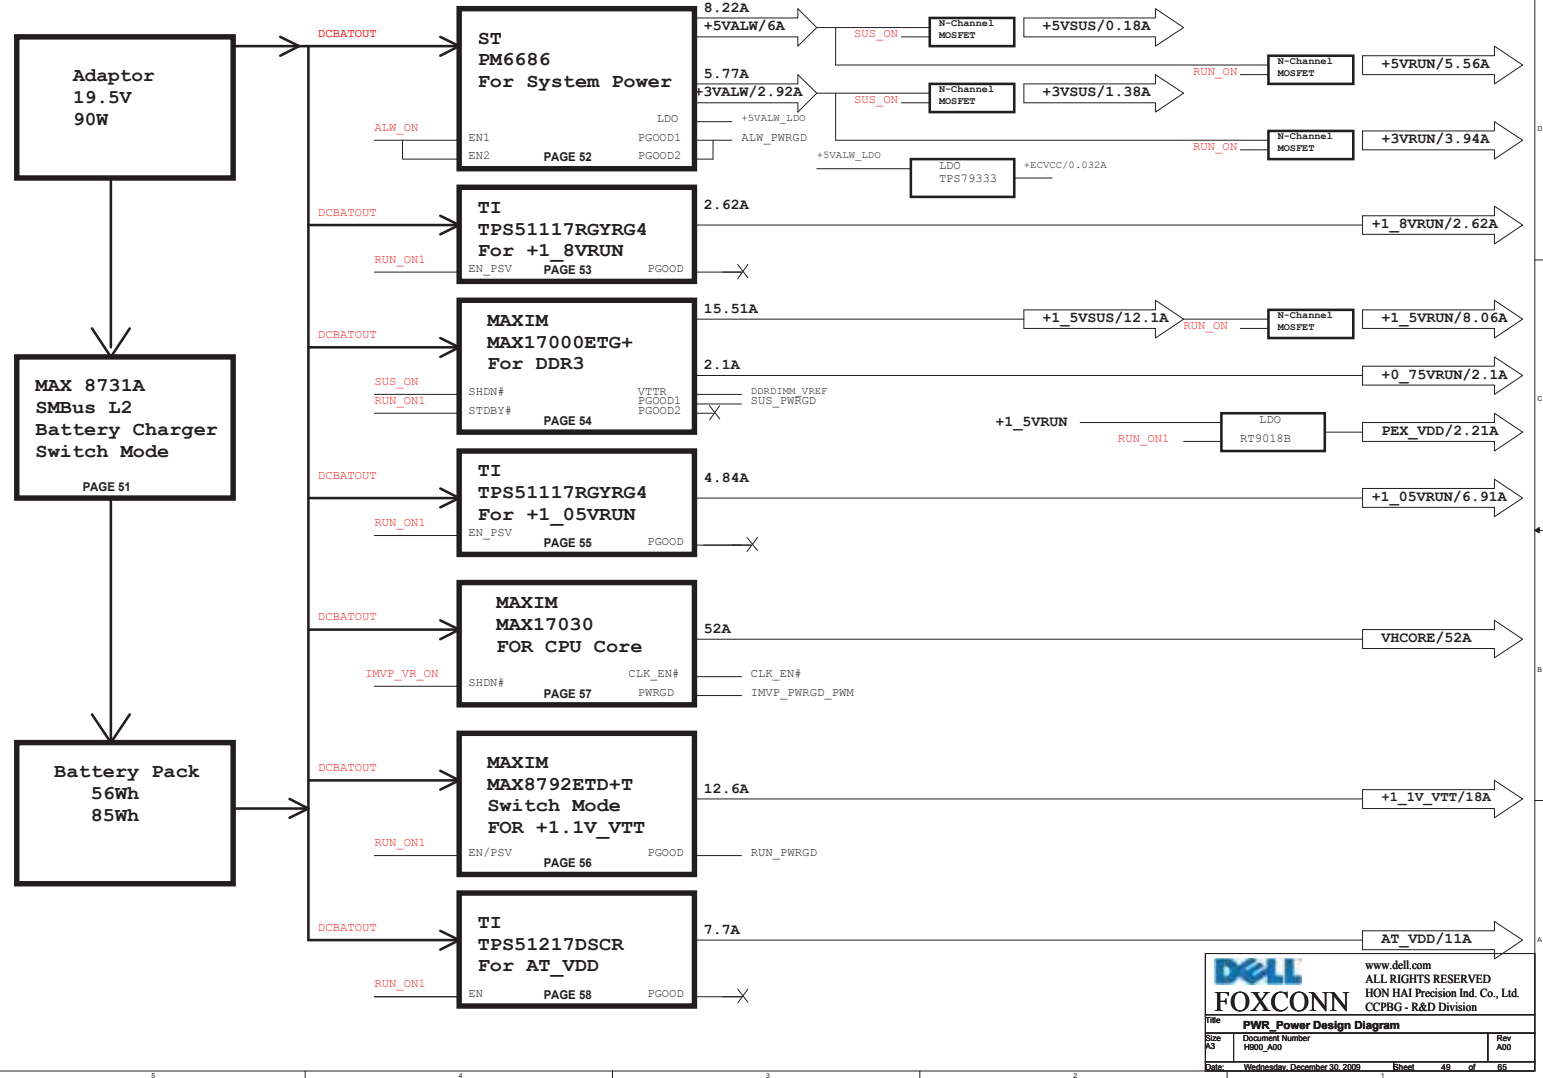 Adaptor
19.5V
90W
MAX 8731A
SMBus L2
Battery Charger
Switch Mode
PAGE 51
Battery Pack
56Wh
85Wh
DCBATOUT
ST
PM6686
For System Power
ALW_ON
EN1
EN2
PAGE 52
LDO
PGOOD1
PGOOD2
8.22A
+5VALW/6A
5.77A
+3VALW/2.92A
+5VALW_LDO
ALW_PWRGD
SUS_ON
N-Channel
MOSFET
+5VSUS/0.18A
RUN_ON
N-Channel
MOSFET
+5VRUN/5.56A
SUS_ON
N-Channel
MOSFET
+3VSUS/1.38A
RUN_ON
N-Channel
MOSFET
+3VRUN/3.94A
+5VALW_LDO
LDO
TPS79333
+ECVCC/0.032A
DCBATOUT
TI
TPS51117RGYRG4
For +1_8VRUN
RUN_ON1
EN_PSV
PAGE 53
PGOOD
2.62A
+1_8VRUN/2.62A
DCBATOUT
MAXIM
MAX17000ETG+
For DDR3
SUS_ON
SHDN#
RUN_ON1
STDBY#
PAGE 54
VTTR
PGOOD1
PGOOD2
15.51A
+1_5VSUS/12.1A
RUN_ON
N-Channel
MOSFET
+1_5VRUN/8.06A
2.1A
+0_75VRUN/2.1A
DDRDIMM_VREF
SUS_PWRGD
+1_5VRUN
RUN_ON1
LDO
RT9018B
PEX_VDD/2.21A
DCBATOUT
TI
TPS51117RGYRG4
For +1_05VRUN
RUN_ON1
EN_PSV
PAGE 55
PGOOD
4.84A
+1_05VRUN/6.91A
DCBATOUT
MAXIM
MAX17030
FOR CPU Core
IMVP_VR_ON
SHDN#
PAGE 57
CLK_EN#
PWRGD
52A
VHCORE/52A
CLK_EN#
IMVP_PWRGD_PWM
DCBATOUT
MAXIM
MAX8792ETD+T
Switch Mode
FOR +1.1V_VTT
RUN_ON1
EN/PSV
PAGE 56
PGOOD
12.6A
+1_1V_VTT/18A
RUN_PWRGD
DCBATOUT
TI
TPS51217DSCR
For AT_VDD
RUN_ON1
EN
PAGE 58
PGOOD
7.7A
AT_VDD/11A
D
C
B
A
DELL
FOXCONN
www.dell.com
ALL RIGHTS RESERVED
HON HAI Precision Ind. Co., Ltd.
CCPBG - R&D Division
Title
PWR_Power Design Diagram
Size
A3
Document Number
H900_A00
Rev
A00
Date:
Wednesday, December 30, 2009
Sheet
49 of 65
5
4
3
2
1